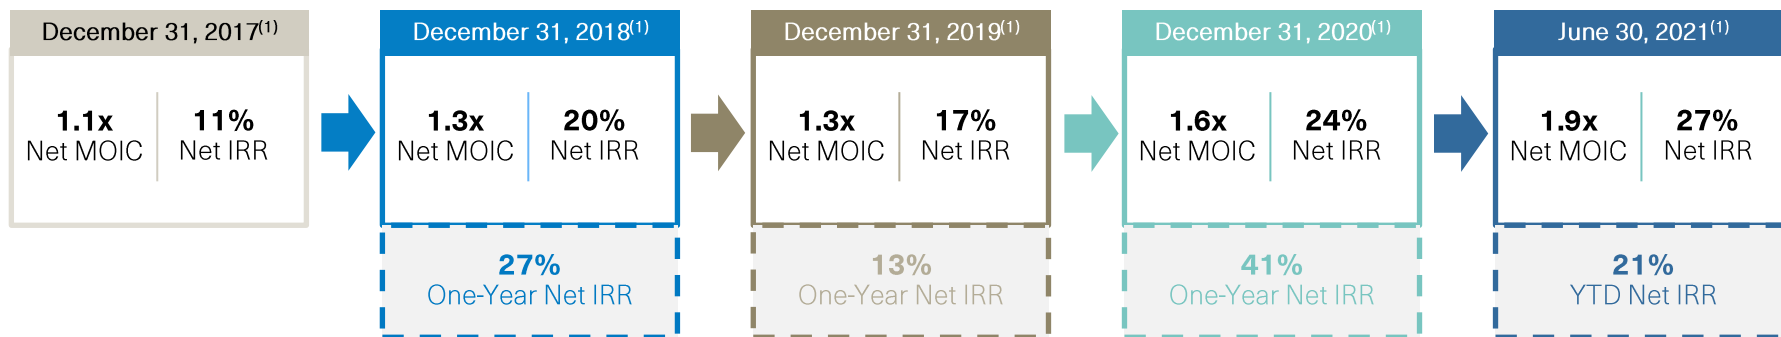 December 31, 2017(1)
1.1x
Net MOIC
11%
Net IRR
December 31, 2018(1)
1.3x
Net MOIC
20%
Net IRR
27%
One-Year Net IRR
December 31, 2019(1)
1.3x
Net MOIC
17%
Net IRR
13%
One-Year Net IRR
December 31, 2020(1)
1.6x
Net MOIC
24%
Net IRR
41%
One-Year Net IRR
June 30, 2021(1)
1.9x
Net MOIC
27%
Net IRR
21%
YTD Net IRR